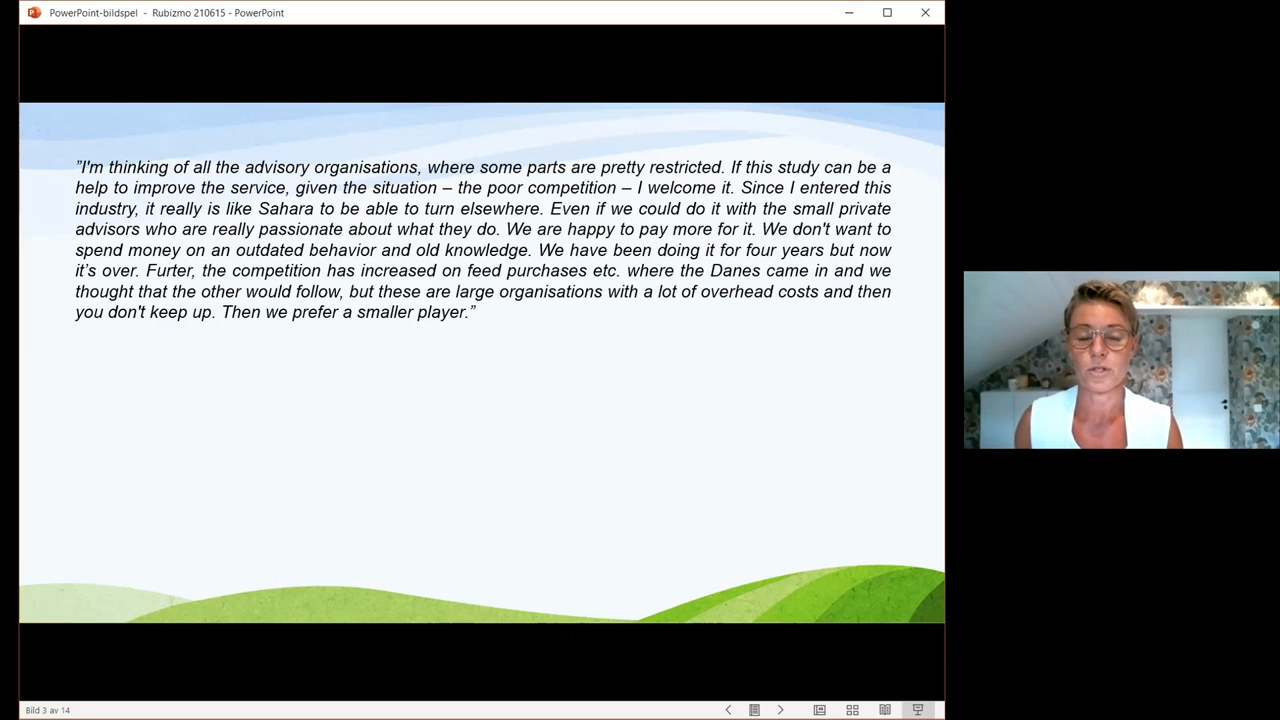 PowerPoint-bildspel - Rubizmo 210615 - PowerPoint
”I'm thinking of all the advisory organisations, where some parts are pretty restricted. If this study can be a
help to improve the service, given the situation – the poor competition – I welcome it. Since I entered this
industry, it really is like Sahara to be able to turn elsewhere. Even if we could do it with the small private
advisors who are really passionate about what they do. We are happy to pay more for it. We don't want to
spend money on an outdated behavior and old knowledge. We have been doing it for four years but now
it’s over. Furter, the competition has increased on feed purchases etc. where the Danes came in and we
thought that the other would follow, but these are large organisations with a lot of overhead costs and then
you don't keep up. Then we prefer a smaller player.”
Bild 3 av 14